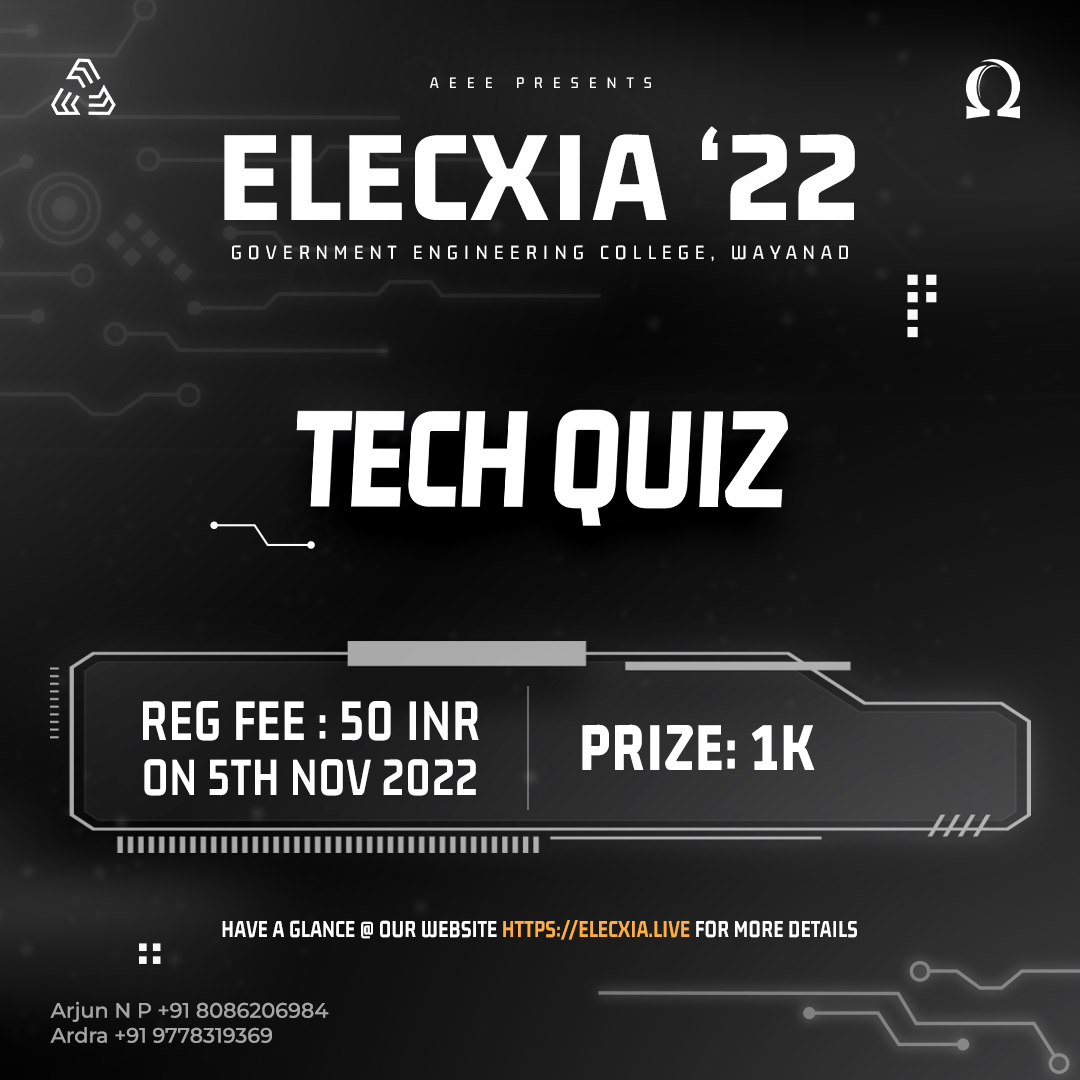 AEEE PRESENTS
ELECXIA ‘22
GOVERNMENT ENGINEERING COLLEGE, WAYANAD
TECH QUIZ
REG FEE : 50 INR
ON 5TH NOV 2022
PRIZE: 1K
HAVE A GLANCE @ OUR WEBSITE HTTPS://ELECXIA.LIVE FOR MORE DETAILS
Arjun N P +91 8086206984
Ardra +91 9778319369